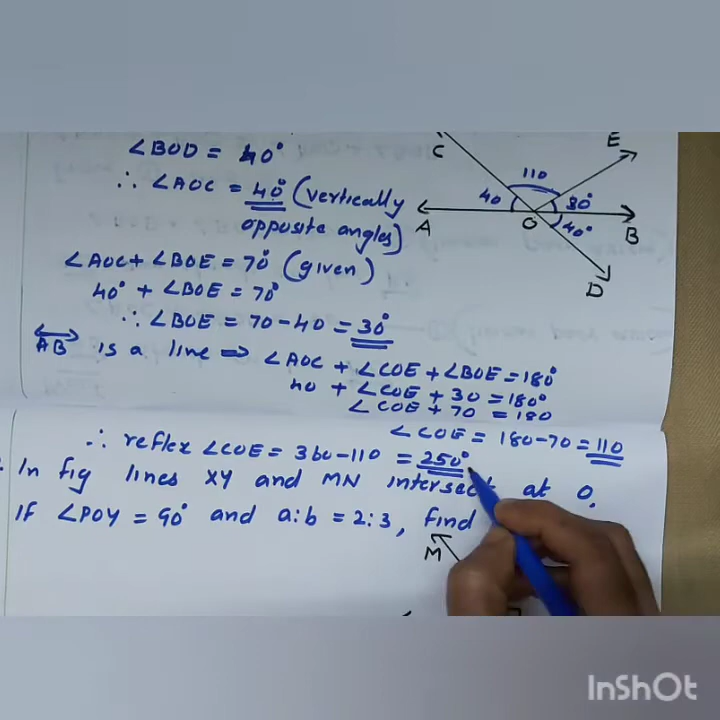 ∠BOD = 40°
∴ ∠AOC = 40° (vertically
opposite angles)
∠AOC + ∠BOE = 70° (given)
40° + ∠BOE = 70°
∴ ∠BOE = 70 - 40 = 30°
AB is a line ⇒ ∠AOC + ∠COE + ∠BOE = 180°
40 + ∠COE + 30 = 180°
∠COE + 70 = 180
∠COE = 180 - 70 = 110
∴ reflex ∠COE = 360 - 110 = 250°
In fig lines XY and MN intersect at O.
If ∠POY = 90° and a:b = 2:3, find
C
E
110
40
30°
A
O
40°
B
D
M
InShOt